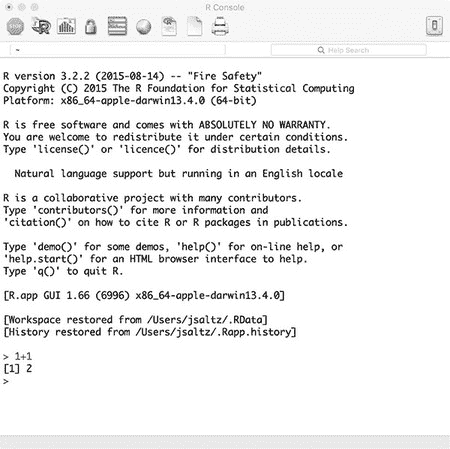 R Console
STOP
R
~
Help Search
R version 3.2.2 (2015-08-14) -- "Fire Safety"
Copyright (C) 2015 The R Foundation for Statistical Computing
Platform: x86_64-apple-darwin13.4.0 (64-bit)
R is free software and comes with ABSOLUTELY NO WARRANTY.
You are welcome to redistribute it under certain conditions.
Type 'license()' or 'licence()' for distribution details.
Natural language support but running in an English locale
R is a collaborative project with many contributors.
Type 'contributors()' for more information and
'citation()' on how to cite R or R packages in publications.
Type 'demo()' for some demos, 'help()' for on-line help, or
'help.start()' for an HTML browser interface to help.
Type 'q()' to quit R.
[R.app GUI 1.66 (6996) x86_64-apple-darwin13.4.0]
[Workspace restored from /Users/jsaltz/.RData]
[History restored from /Users/jsaltz/.Rapp.history]
> 1+1
[1] 2
>